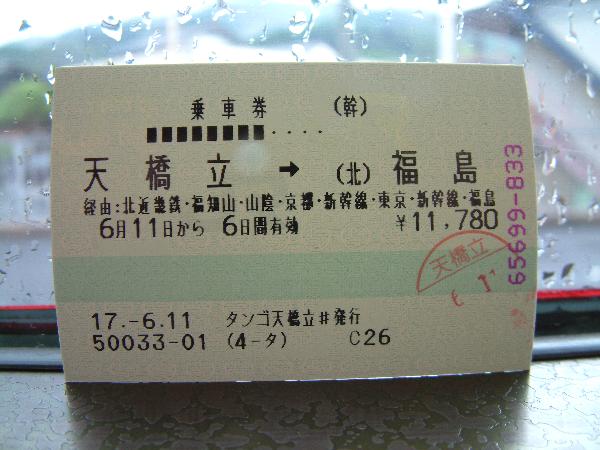 乗車券 (幹)
■■■■■■■■····
天橋立 → (北) 福島
経由:北近畿鉄・福知山・山陰・京都・新幹線・東京・新幹線・福島
6月11日から 6日間有効 ¥11,780
天橋立
17.-6.11 タンゴ天橋立#発行
50033-01 (4-タ) C26
65699-833